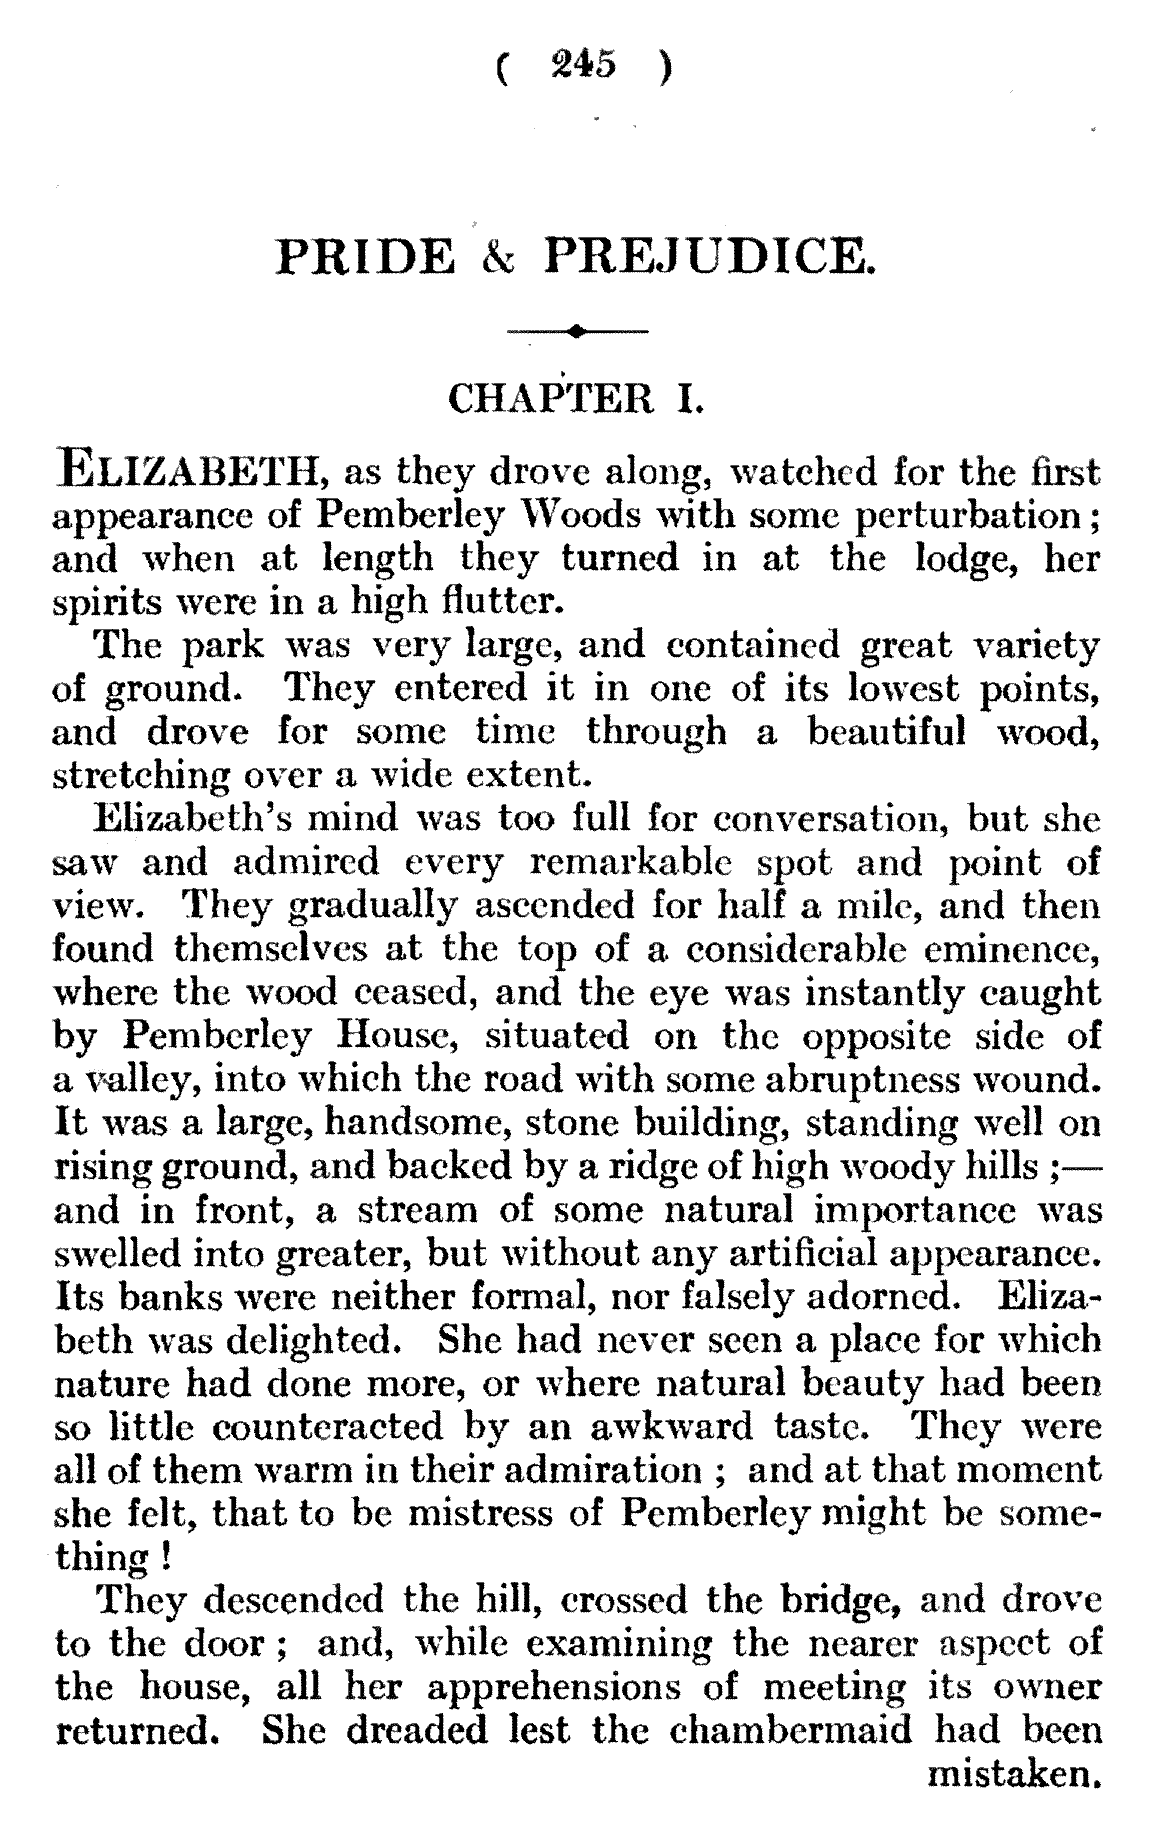 ( 245 )
PRIDE & PREJUDICE.
CHAPTER I.
ELIZABETH, as they drove along, watched for the first
appearance of Pemberley Woods with some perturbation ;
and when at length they turned in at the lodge, her
spirits were in a high flutter.
The park was very large, and contained great variety
of ground. They entered it in one of its lowest points,
and drove for some time through a beautiful wood,
stretching over a wide extent.
Elizabeth's mind was too full for conversation, but she
saw and admired every remarkable spot and point of
view. They gradually ascended for half a mile, and then
found themselves at the top of a considerable eminence,
where the wood ceased, and the eye was instantly caught
by Pemberley House, situated on the opposite side of
a valley, into which the road with some abruptness wound.
It was a large, handsome, stone building, standing well on
rising ground, and backed by a ridge of high woody hills ;—
and in front, a stream of some natural importance was
swelled into greater, but without any artificial appearance.
Its banks were neither formal, nor falsely adorned. Eliza-
beth was delighted. She had never seen a place for which
nature had done more, or where natural beauty had been
so little counteracted by an awkward taste. They were
all of them warm in their admiration ; and at that moment
she felt, that to be mistress of Pemberley might be some-
thing !
They descended the hill, crossed the bridge, and drove
to the door ; and, while examining the nearer aspect of
the house, all her apprehensions of meeting its owner
returned. She dreaded lest the chambermaid had been
mistaken.